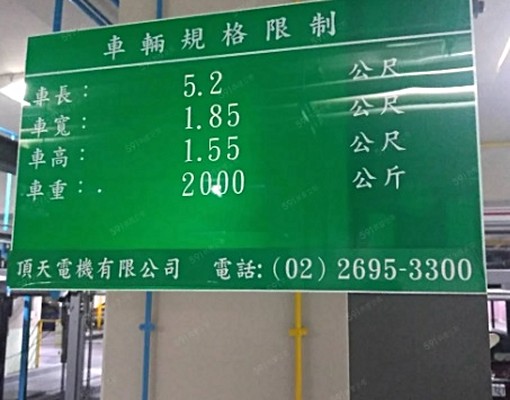 車輛規格限制
車長： 5.2 公尺
車寬： 1.85 公尺
車高： 1.55 公尺
車重：. 2000 公斤
頂天電機有限公司 電話:(02) 2695-3300